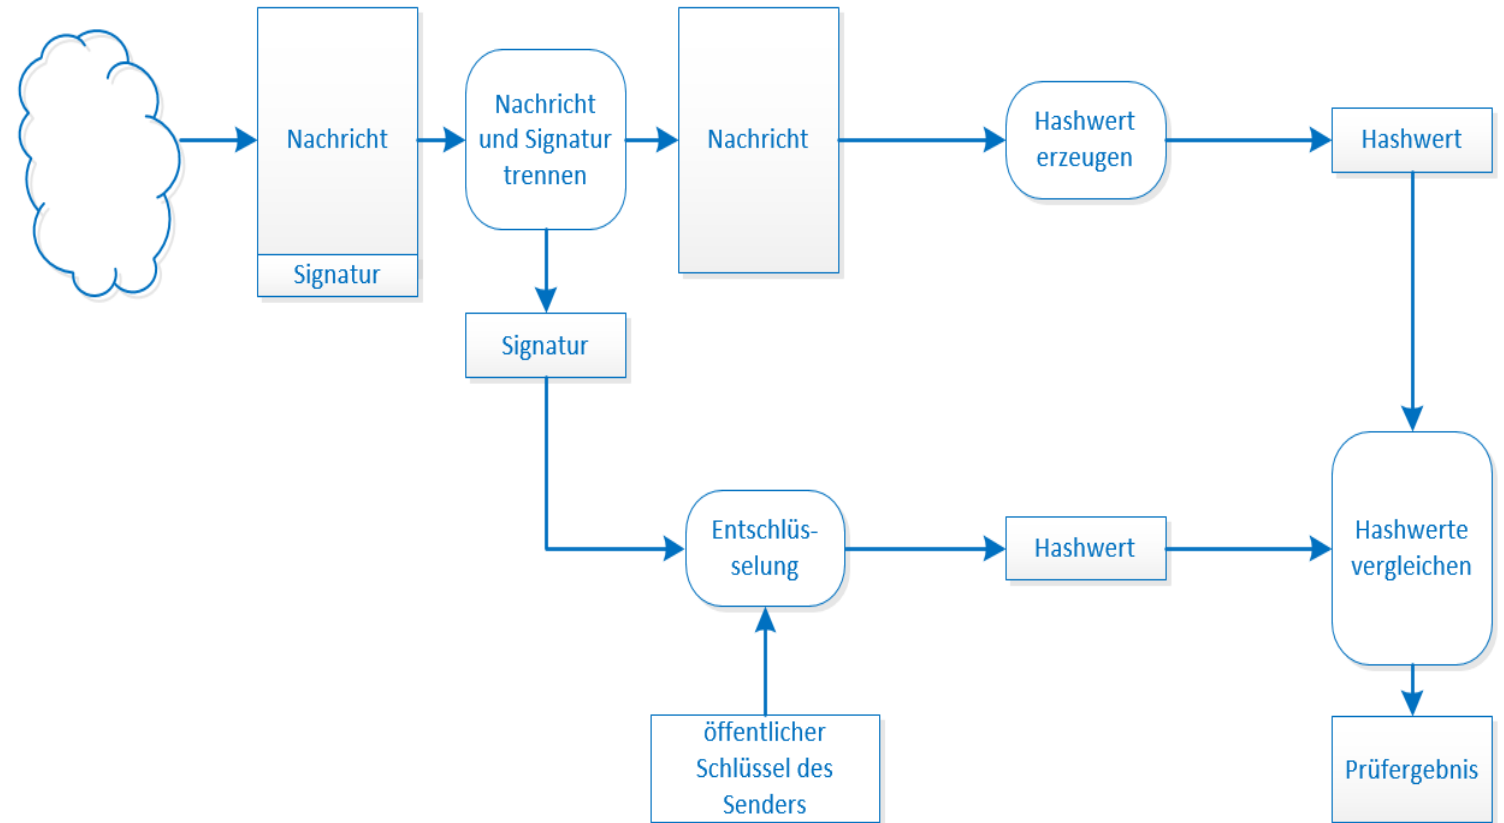 Nachricht
Signatur
Nachricht
und Signatur
trennen
Nachricht
Hashwert
erzeugen
Hashwert
Signatur
Entschlüs-
selung
Hashwert
Hashwerte
vergleichen
öffentlicher
Schlüssel des
Senders
Prüfergebnis